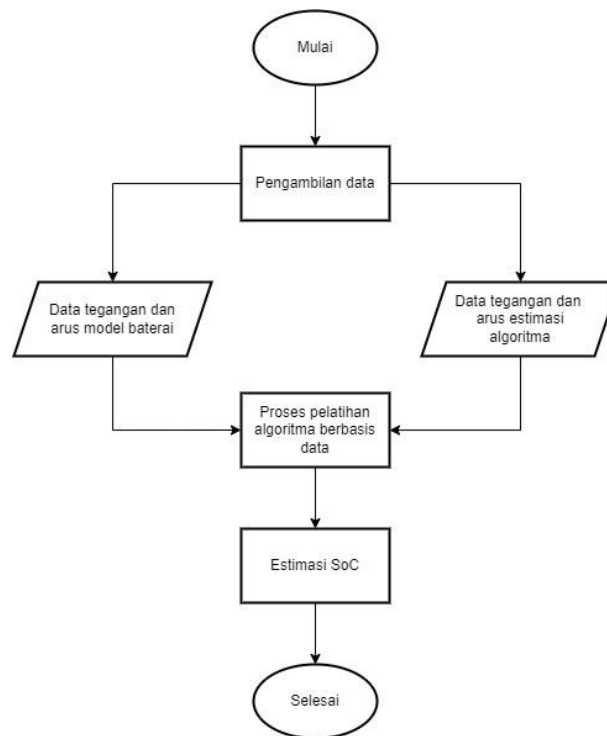 Mulai
Pengambilan data
Data tegangan dan
arus model baterai
Data tegangan dan
arus estimasi
algoritma
Proses pelatihan
algoritma berbasis
data
Estimasi SoC
Selesai